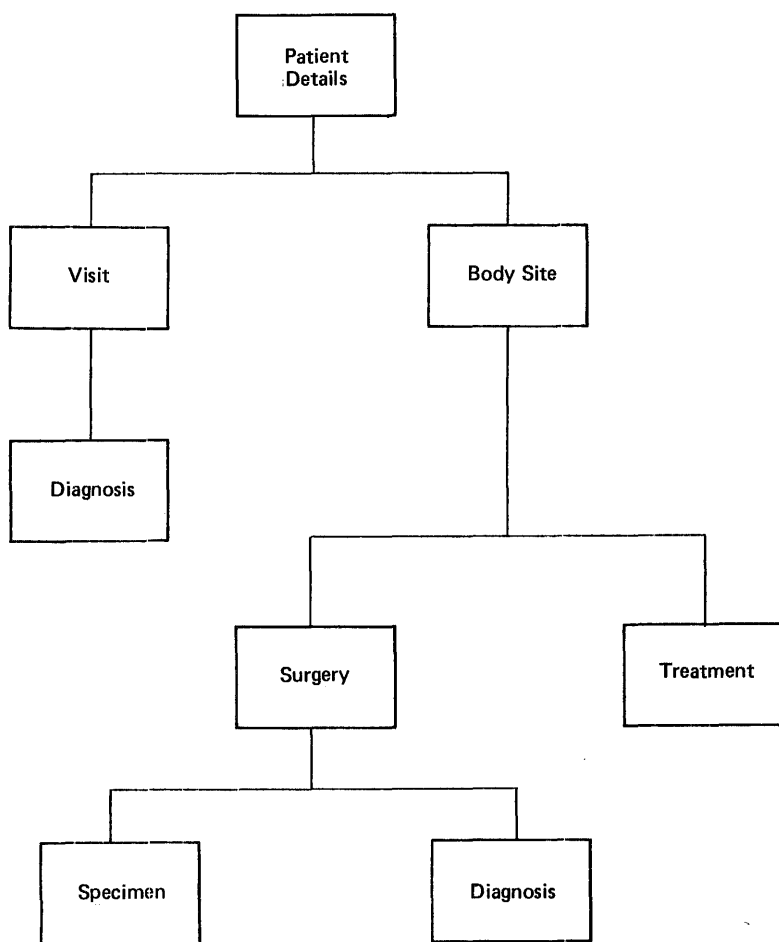 Patient
Details
Visit
Body Site
Diagnosis
Surgery
Treatment
Specimen
Diagnosis